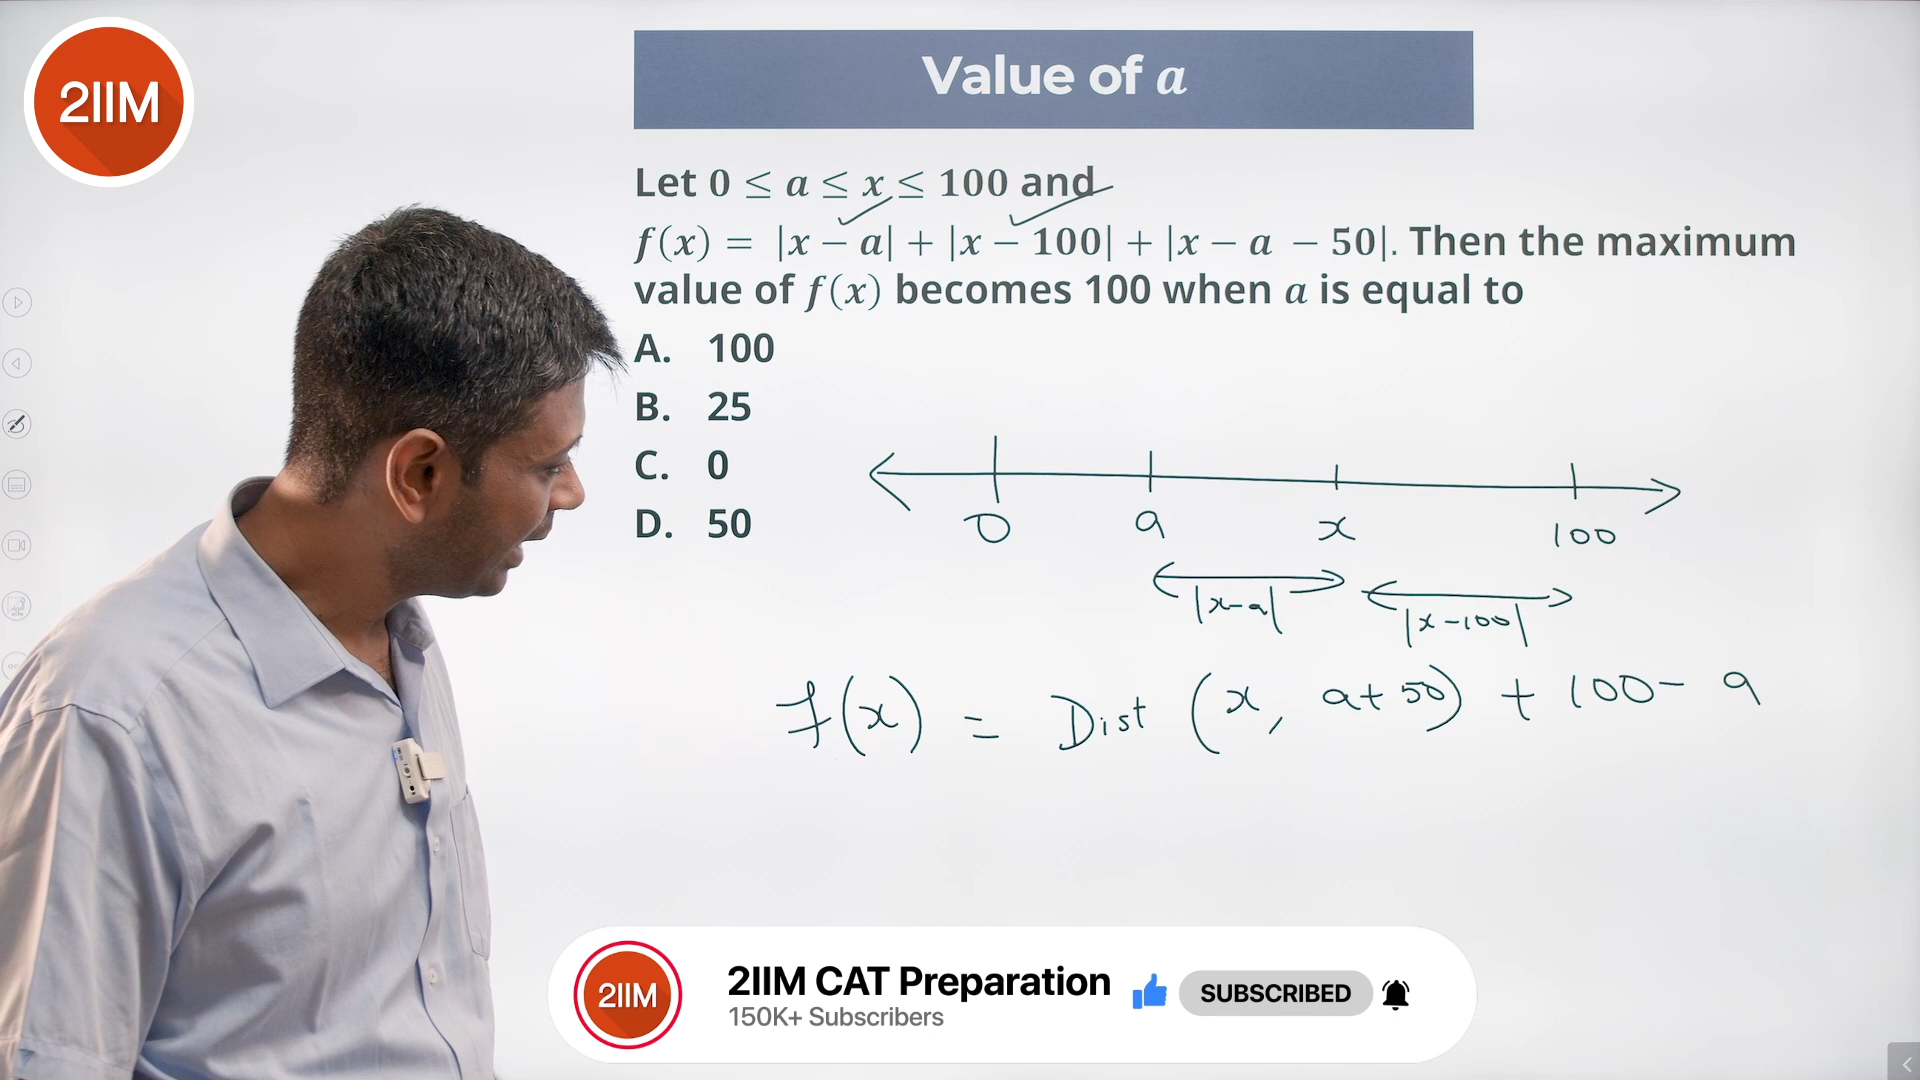 2IIM
Value of a
Let 0 ≤ a ≤ x ≤ 100 and
f(x) = |x − a| + |x − 100| + |x − a − 50|. Then the maximum
value of f(x) becomes 100 when a is equal to
A. 100
B. 25
C. 0
D. 50
0 a x 100
|x-a| |x-100|
f(x) = Dist (x, a+50) + 100- a
2IIM
2IIM CAT Preparation
SUBSCRIBED
150K+ Subscribers